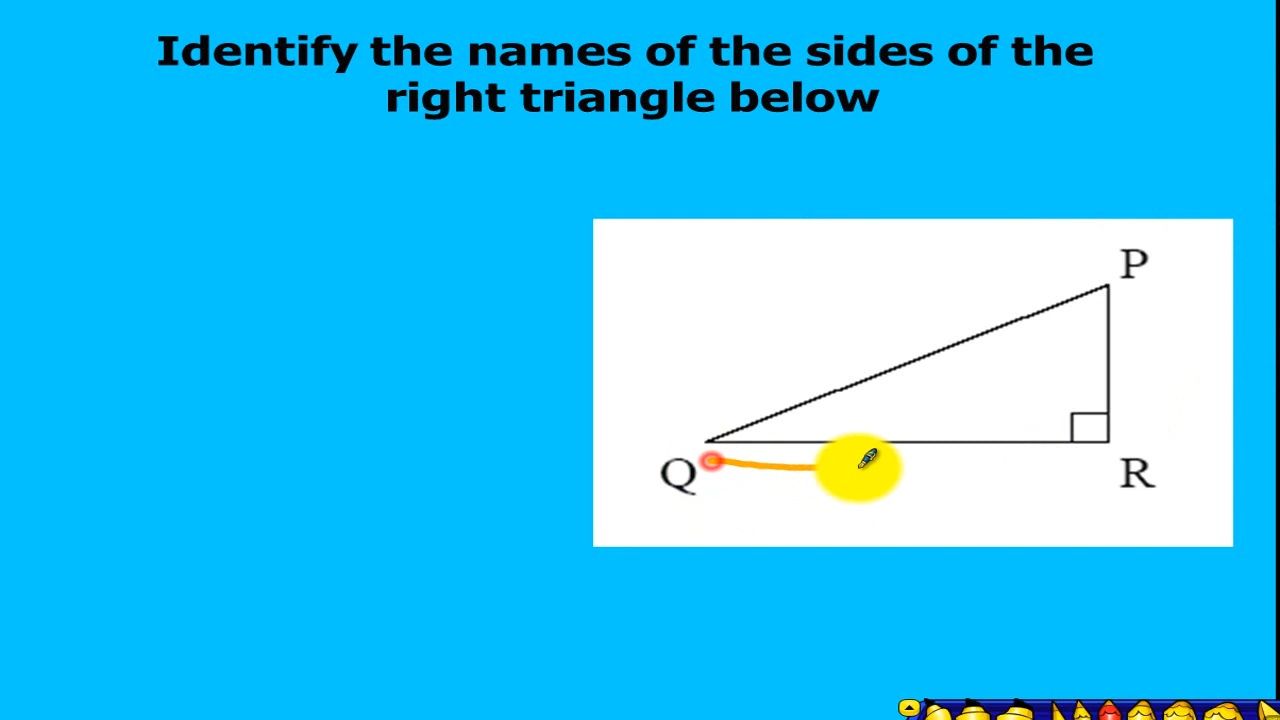 Identify the names of the sides of the
right triangle below
P
Q
R